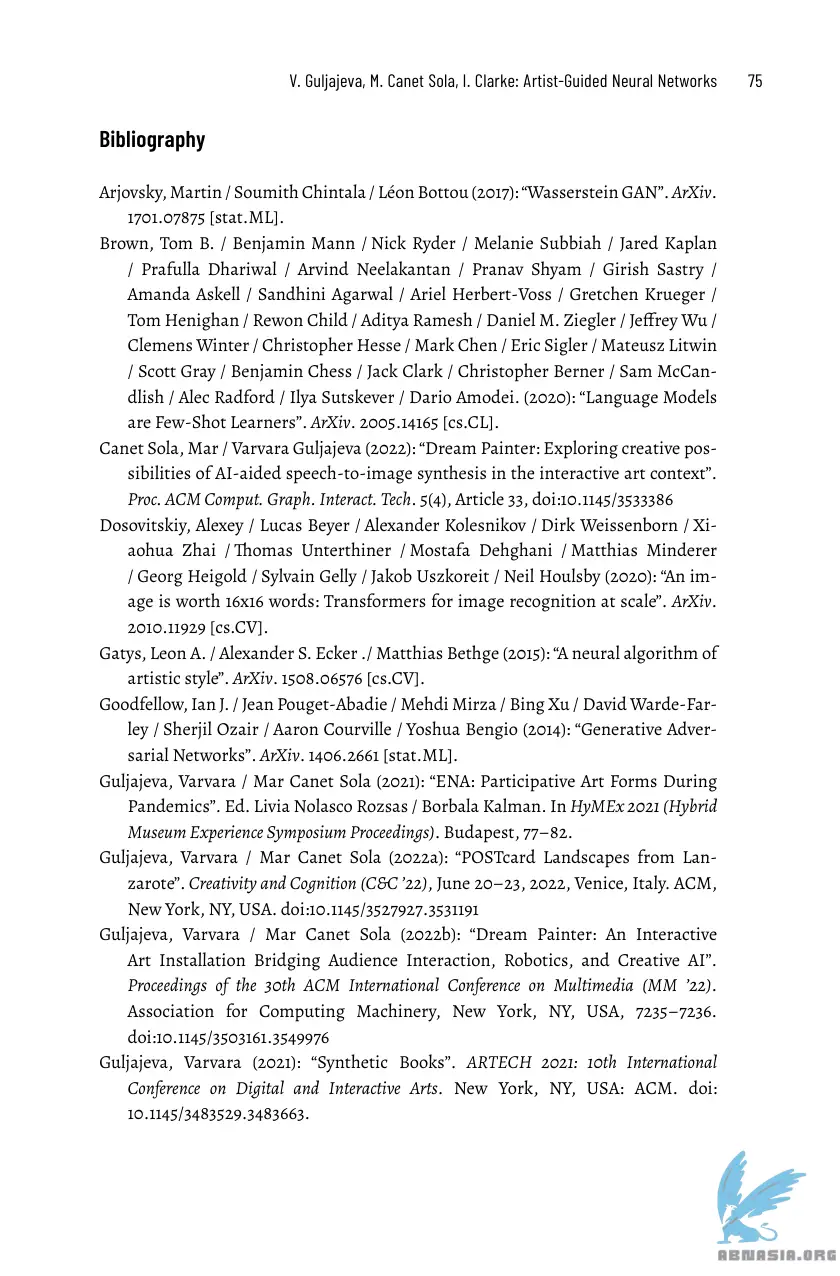 V. Guljajeva, M. Canet Sola, I. Clarke: Artist-Guided Neural Networks 75
Bibliography
Arjovsky, Martin / Soumith Chintala / Léon Bottou (2017): “Wasserstein GAN”. ArXiv.
1701.07875 [stat.ML].
Brown, Tom B. / Benjamin Mann / Nick Ryder / Melanie Subbiah / Jared Kaplan
/ Prafulla Dhariwal / Arvind Neelakantan / Pranav Shyam / Girish Sastry /
Amanda Askell / Sandhini Agarwal / Ariel Herbert-Voss / Gretchen Krueger /
Tom Henighan / Rewon Child / Aditya Ramesh / Daniel M. Ziegler / Jeffrey Wu /
Clemens Winter / Christopher Hesse / Mark Chen / Eric Sigler / Mateusz Litwin
/ Scott Gray / Benjamin Chess / Jack Clark / Christopher Berner / Sam McCan-
dlish / Alec Radford / Ilya Sutskever / Dario Amodei. (2020): “Language Models
are Few-Shot Learners”. ArXiv. 2005.14165 [cs.CL].
Canet Sola, Mar / Varvara Guljajeva (2022): “Dream Painter: Exploring creative pos-
sibilities of AI-aided speech-to-image synthesis in the interactive art context”.
Proc. ACM Comput. Graph. Interact. Tech. 5(4), Article 33, doi:10.1145/3533386
Dosovitskiy, Alexey / Lucas Beyer / Alexander Kolesnikov / Dirk Weissenborn / Xi-
aohua Zhai / Thomas Unterthiner / Mostafa Dehghani / Matthias Minderer
/ Georg Heigold / Sylvain Gelly / Jakob Uszkoreit / Neil Houlsby (2020): “An im-
age is worth 16x16 words: Transformers for image recognition at scale”. ArXiv.
2010.11929 [cs.CV].
Gatys, Leon A. / Alexander S. Ecker ./ Matthias Bethge (2015): “A neural algorithm of
artistic style”. ArXiv. 1508.06576 [cs.CV].
Goodfellow, Ian J. / Jean Pouget-Abadie / Mehdi Mirza / Bing Xu / David Warde-Far-
ley / Sherjil Ozair / Aaron Courville / Yoshua Bengio (2014): “Generative Adver-
sarial Networks”. ArXiv. 1406.2661 [stat.ML].
Guljajeva, Varvara / Mar Canet Sola (2021): “ENA: Participative Art Forms During
Pandemics”. Ed. Livia Nolasco Rozsas / Borbala Kalman. In HyMEx 2021 (Hybrid
Museum Experience Symposium Proceedings). Budapest, 77–82.
Guljajeva, Varvara / Mar Canet Sola (2022a): “POSTcard Landscapes from Lan-
zarote”. Creativity and Cognition (C&C ’22), June 20–23, 2022, Venice, Italy. ACM,
New York, NY, USA. doi:10.1145/3527927.3531191
Guljajeva, Varvara / Mar Canet Sola (2022b): “Dream Painter: An Interactive
Art Installation Bridging Audience Interaction, Robotics, and Creative AI”.
Proceedings of the 30th ACM International Conference on Multimedia (MM ’22).
Association for Computing Machinery, New York, NY, USA, 7235–7236.
doi:10.1145/3503161.3549976
Guljajeva, Varvara (2021): “Synthetic Books”. ARTECH 2021: 10th International
Conference on Digital and Interactive Arts. New York, NY, USA: ACM. doi:
10.1145/3483529.3483663.
ABNASIA.ORG